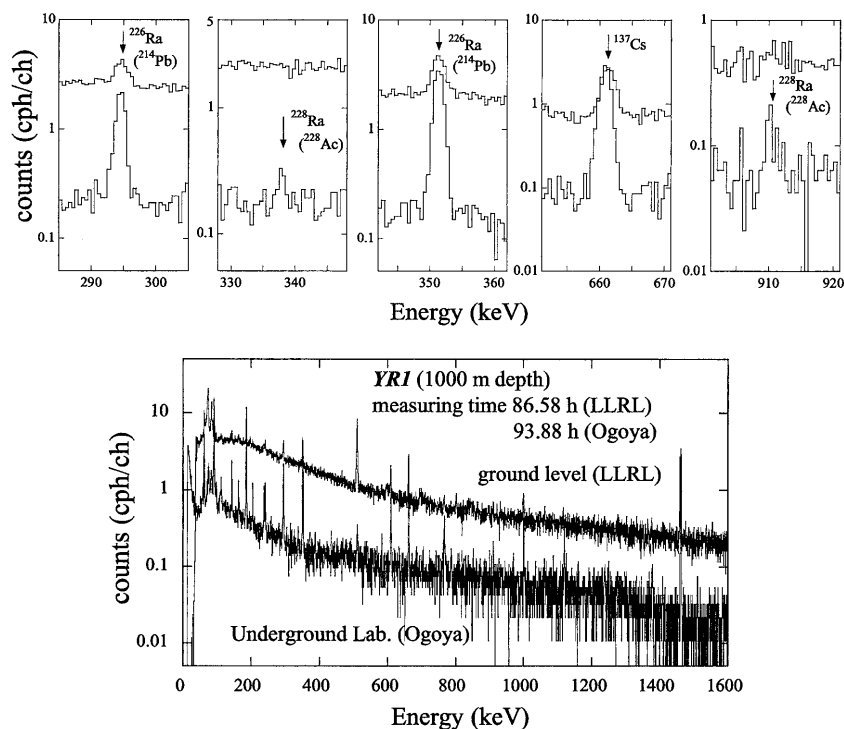 10
1
0.1
290
300
226Ra
(214Pb)
5
1
0.1
330
340
228Ra
(228Ac)
10
1
0.1
350
360
226Ra
(214Pb)
10
1
0.1
0.01
660
670
137Cs
1
0.1
0.01
910
920
228Ra
(228Ac)
counts (cph/ch)
Energy (keV)
YR1 (1000 m depth)
measuring time 86.58 h (LLRL)
93.88 h (Ogoya)
ground level (LLRL)
Underground Lab. (Ogoya)
10
1
0.1
0.01
0 200 400 600 800 1000 1200 1400 1600
counts (cph/ch)
Energy (keV)